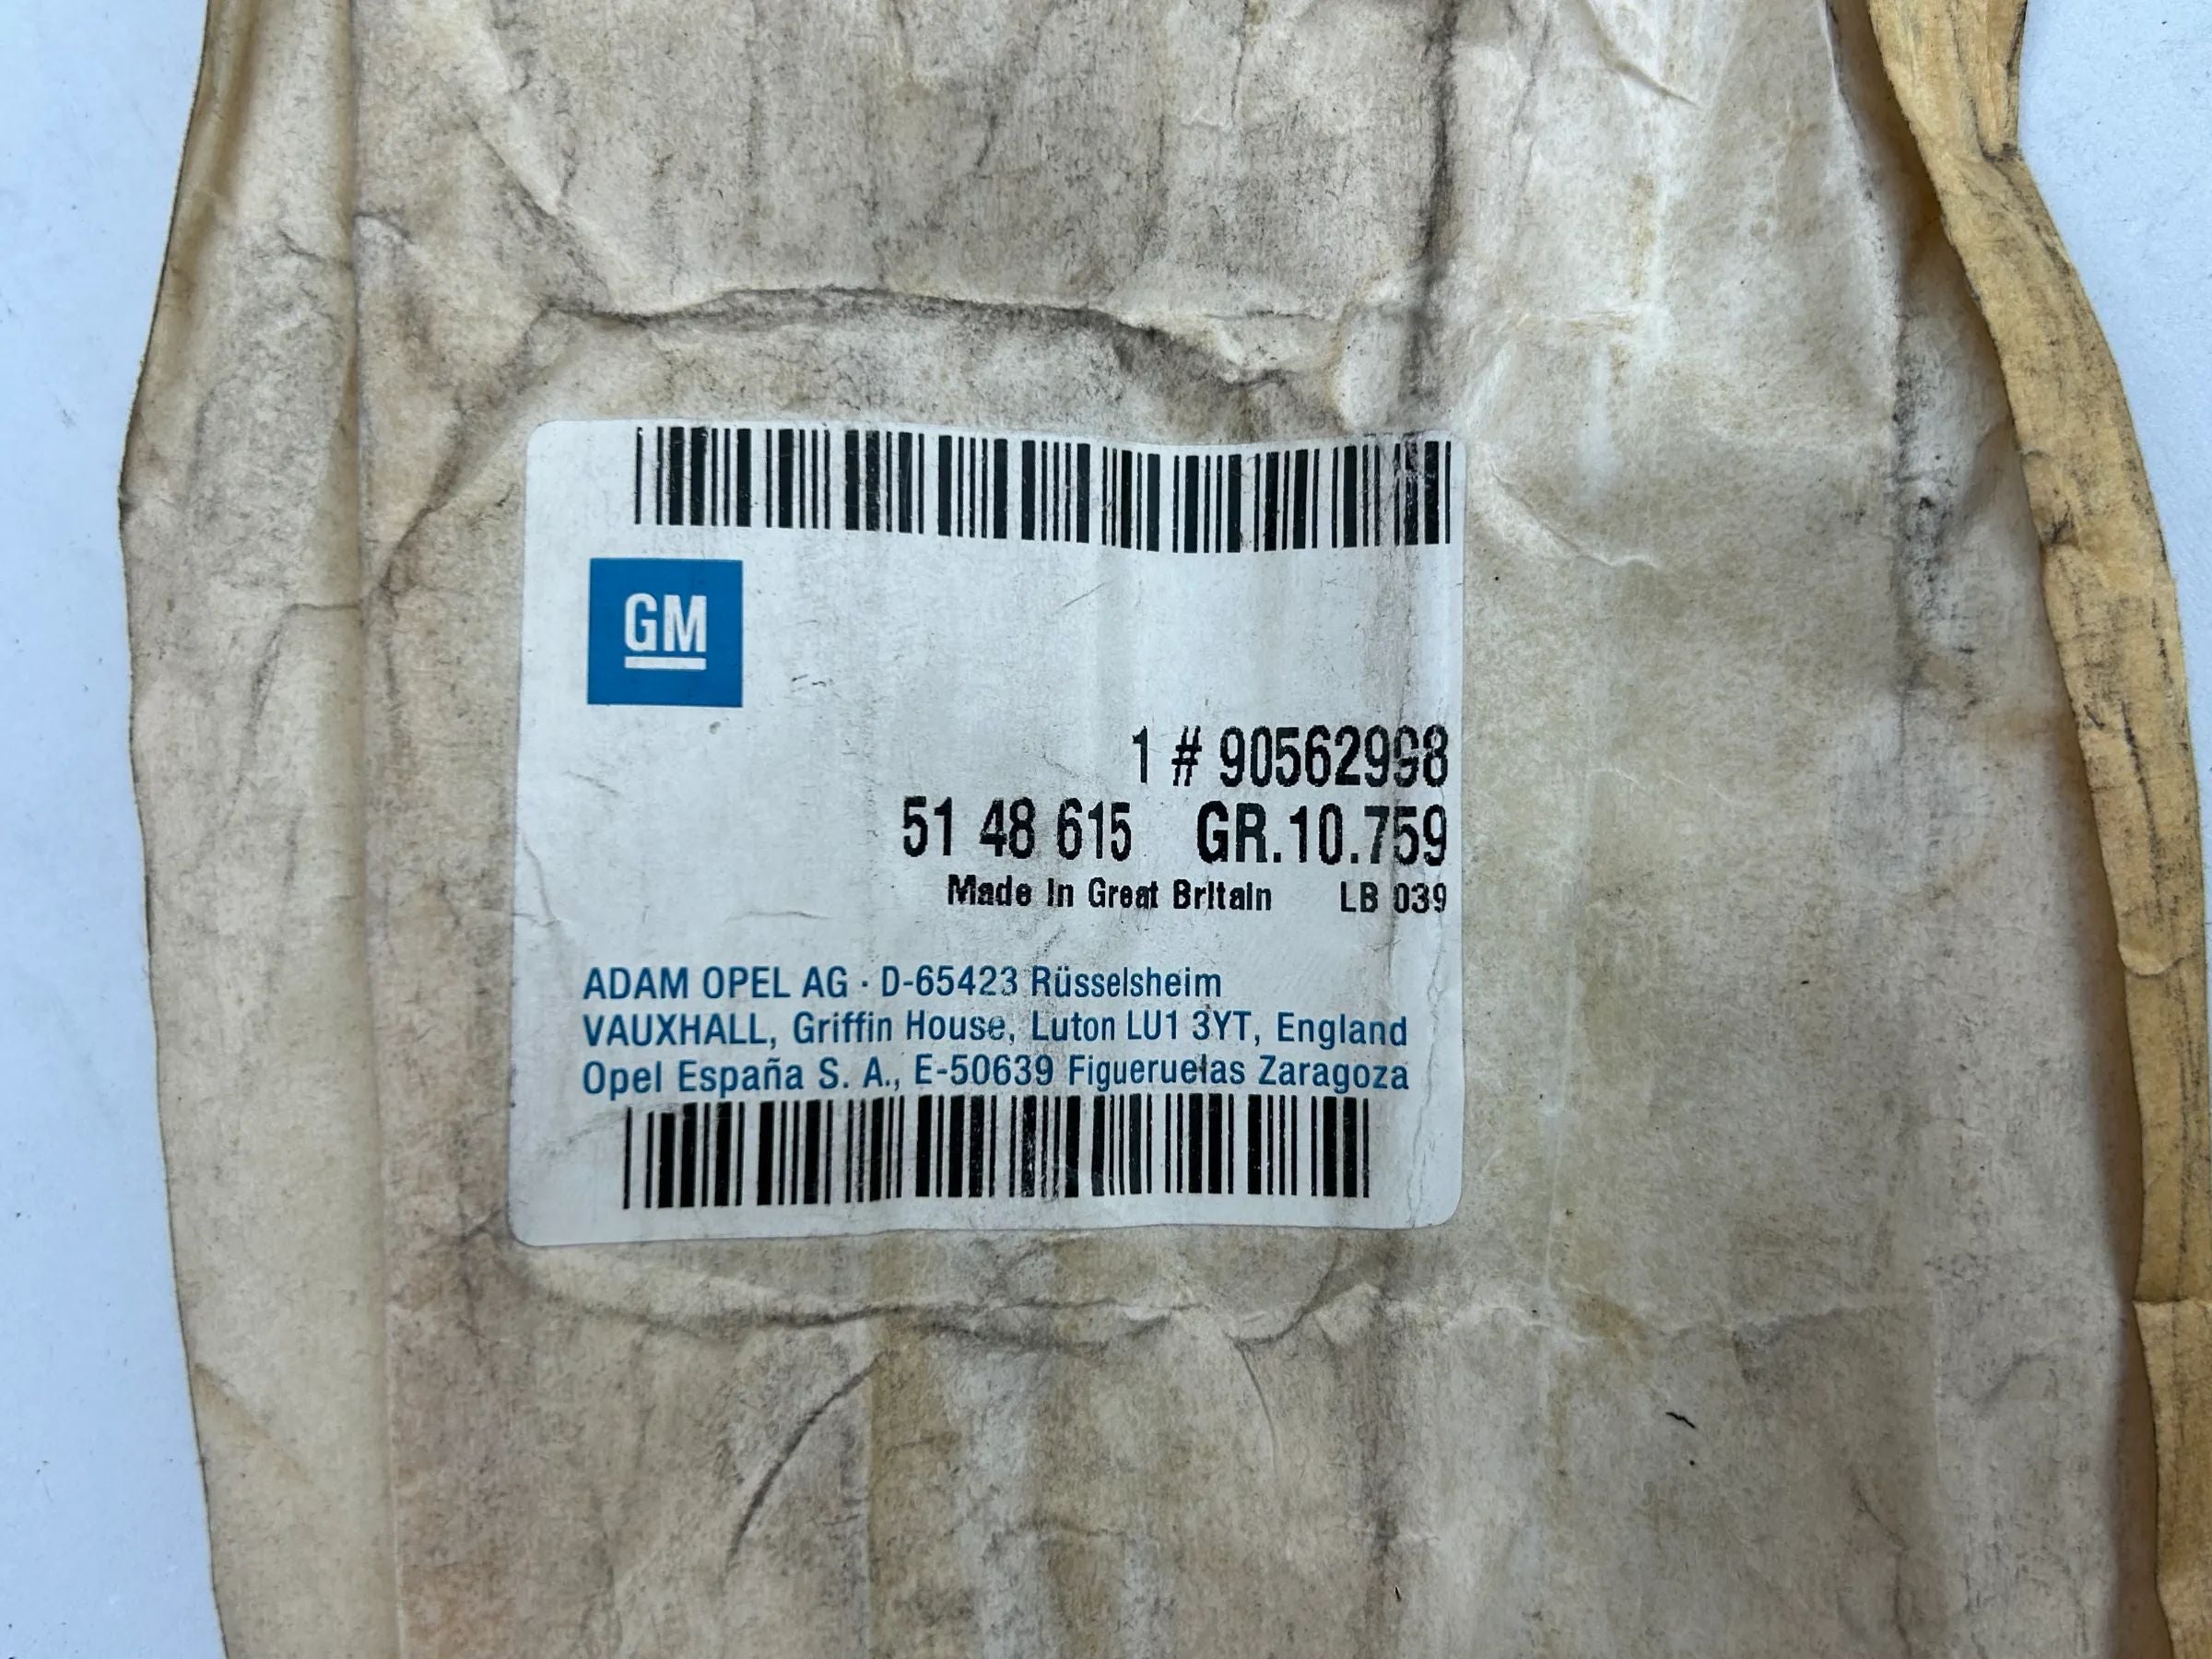 GM
1 # 90562998
51 48 615 GR.10.759
Made In Great Britain LB 039
ADAM OPEL AG · D-65423 Rüsselsheim
VAUXHALL, Griffin House, Luton LU1 3YT, England
Opel España S. A., E-50639 Figueruelas Zaragoza